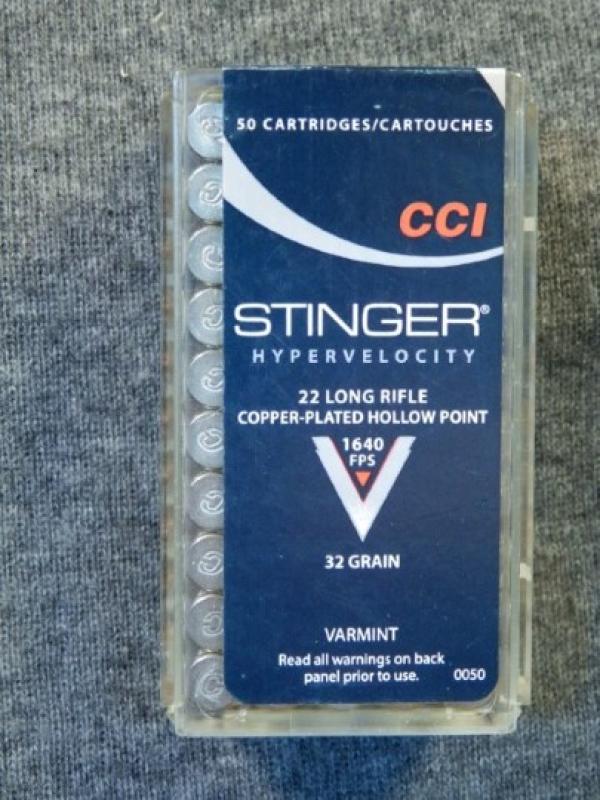 50 CARTRIDGES/CARTOUCHES
CCI
STINGER®
HYPERVELOCITY
22 LONG RIFLE
COPPER-PLATED HOLLOW POINT
1640
FPS
32 GRAIN
VARMINT
Read all warnings on back
panel prior to use.
0050